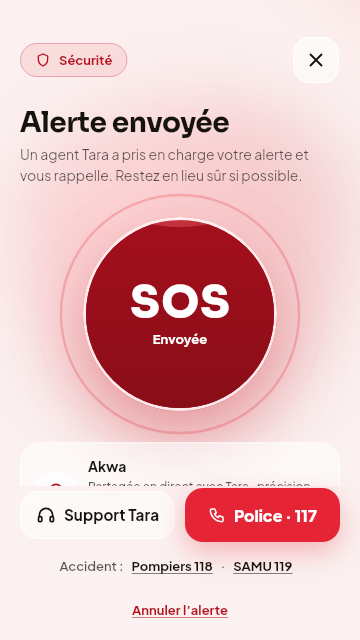 Sécurité
Alerte envoyée
Un agent Tara a pris en charge votre alerte et
vous rappelle. Restez en lieu sûr si possible.
SOS
Envoyée
Akwa
Partagée en direct avec Tara · précision
Support Tara
Police · 117
Accident : Pompiers 118 · SAMU 119
Annuler l’alerte